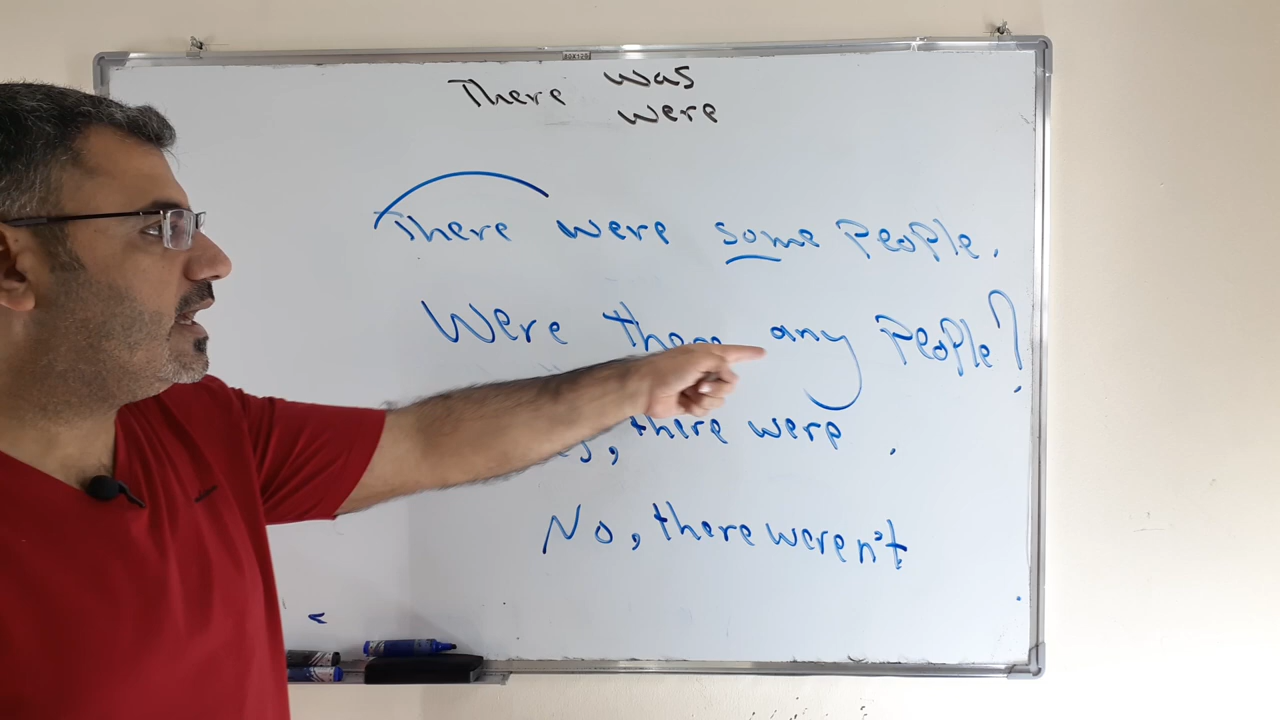 There was
were
There were some People.
Were there any People?
, there were .
No, there weren't